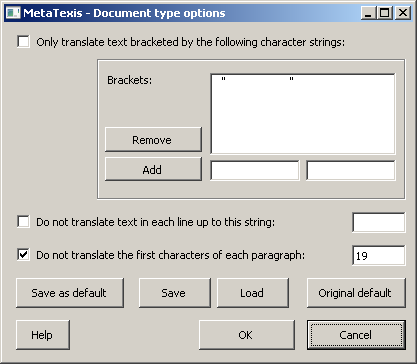 MetaTexis - Document type options
Only translate text bracketed by the following character strings:
Brackets:
" "
Remove
Add
Do not translate text in each line up to this string:
Do not translate the first characters of each paragraph: 19
Save as default Save Load Original default
Help OK Cancel